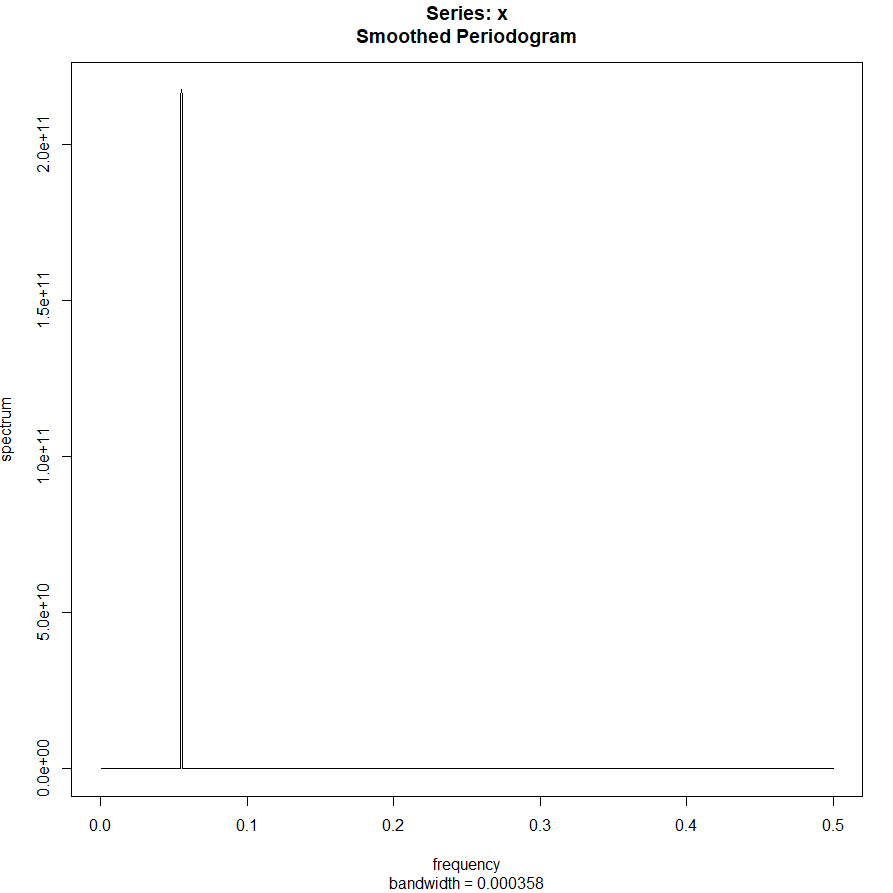 Series: x
Smoothed Periodogram
spectrum
2.0e+11
1.5e+11
1.0e+11
5.0e+10
0.0e+00
0.0 0.1 0.2 0.3 0.4 0.5
frequency
bandwidth = 0.000358